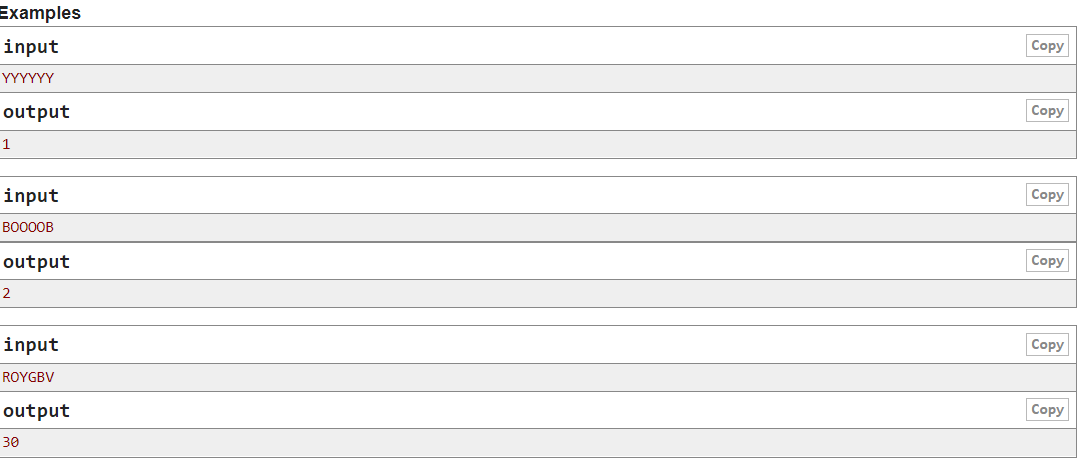 Examples
input
Copy
YYYYYY
output
Copy
1
input
Copy
BOOOOB
output
Copy
2
input
Copy
ROYGBV
output
Copy
30